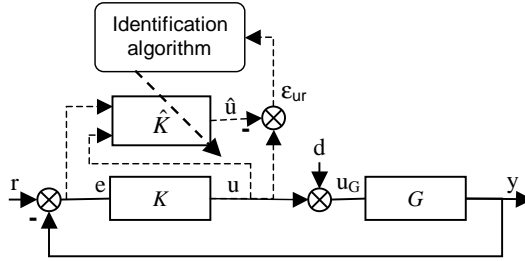 Identification
algorithm
ε_ur
K̂ û -
d
r e K u u_G G y
-